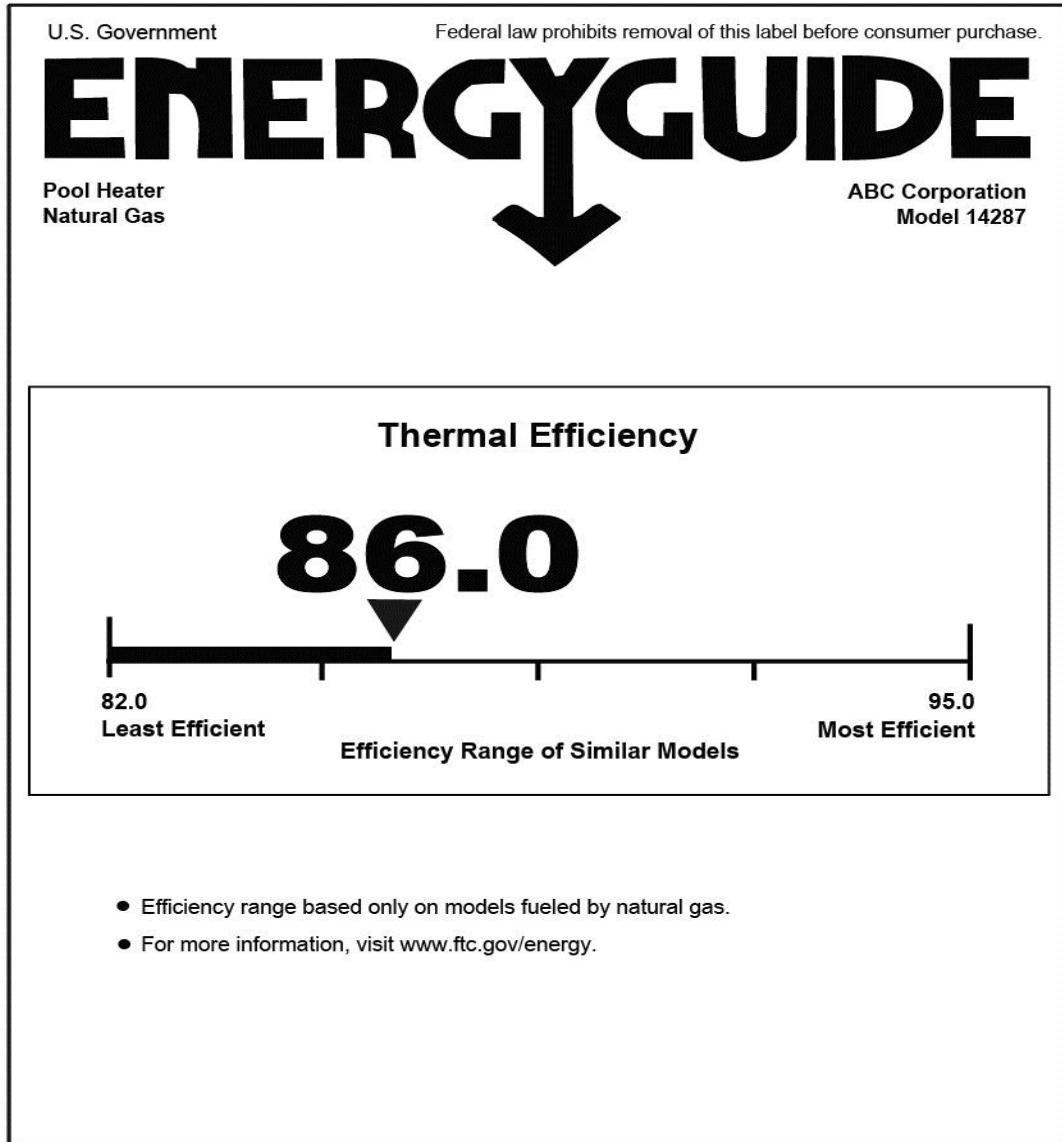 U.S. Government
Federal law prohibits removal of this label before consumer purchase.
ENERGYGUIDE
Pool Heater
Natural Gas
ABC Corporation
Model 14287
Thermal Efficiency
86.0
82.0
Least Efficient
95.0
Most Efficient
Efficiency Range of Similar Models
● Efficiency range based only on models fueled by natural gas.
● For more information, visit www.ftc.gov/energy.